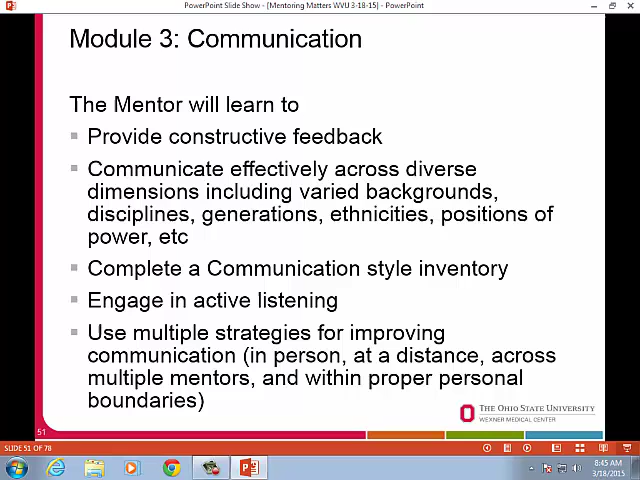 PowerPoint Slide Show - [Mentoring Matters WVU 3-18-15] - PowerPoint
Module 3: Communication
The Mentor will learn to
Provide constructive feedback
Communicate effectively across diverse
dimensions including varied backgrounds,
disciplines, generations, ethnicities, positions of
power, etc
Complete a Communication style inventory
Engage in active listening
Use multiple strategies for improving
communication (in person, at a distance, across
multiple mentors, and within proper personal
boundaries)
THE OHIO STATE UNIVERSITY
WEXNER MEDICAL CENTER
51
SLIDE 51 OF 78
8:45 AM
3/18/2015